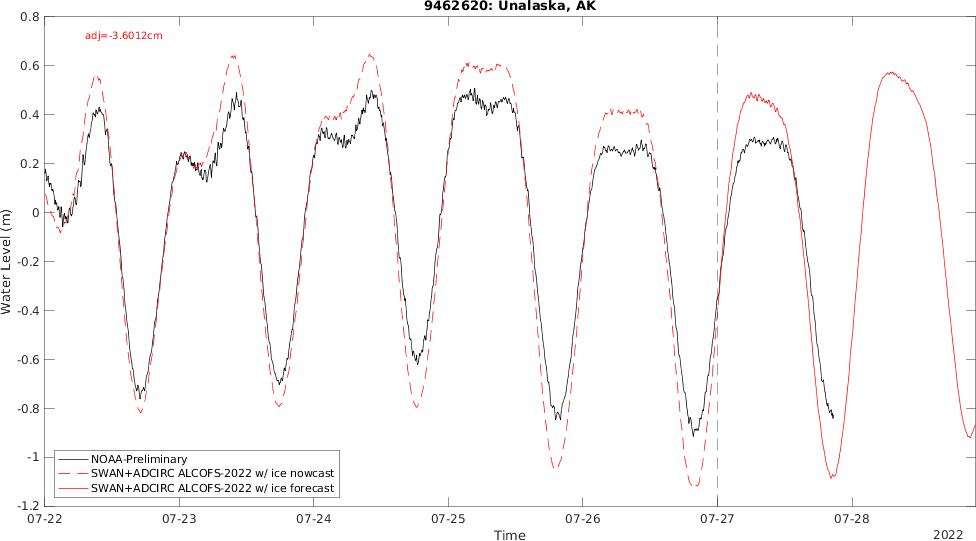 9462620: Unalaska, AK
adj=-3.6012cm
0.8
0.6
0.4
0.2
0
-0.2
-0.4
-0.6
-0.8
-1
-1.2
Water Level (m)
NOAA-Preliminary
SWAN+ADCIRC ALCOFS-2022 w/ ice nowcast
SWAN+ADCIRC ALCOFS-2022 w/ ice forecast
07-22 07-23 07-24 07-25 07-26 07-27 07-28
Time
2022